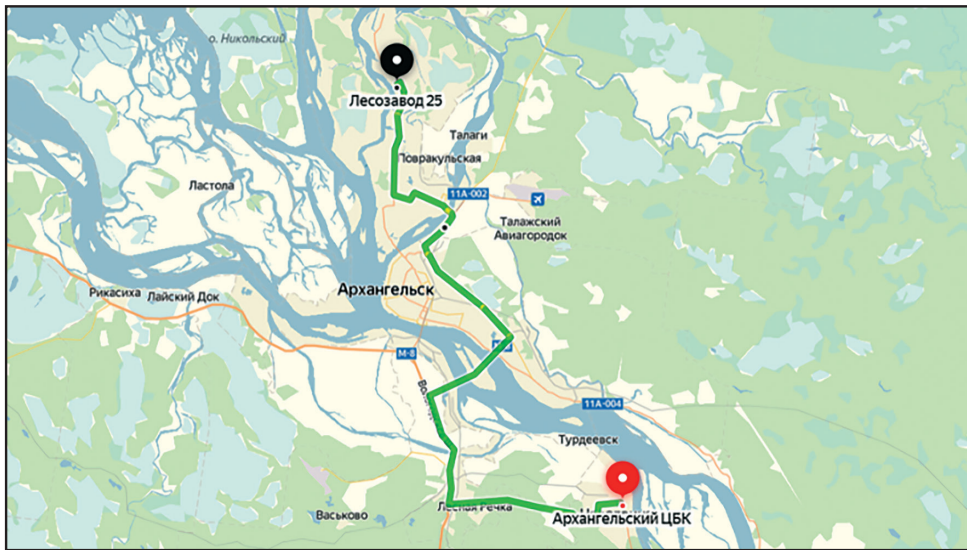 о. Никольский
Лесозавод 25
Талаги
Повракульская
11А-002
Ластола
Талажский
Авиагородок
Архангельск
Рикасиха
Лайский Док
М-8
11А-004
Турдеевск
Лесная Речка
Васьково
Архангельский ЦБК